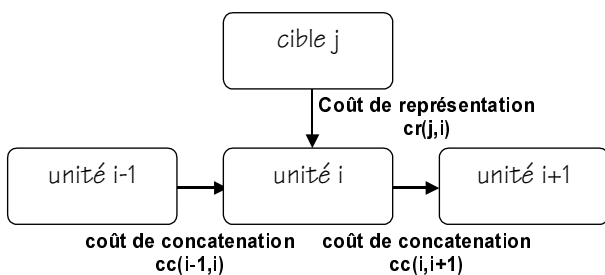 cible j
Coût de représentation
cr(j,i)
unité i-1
unité i
unité i+1
coût de concatenation
cc(i-1,i)
coût de concatenation
cc(i,i+1)